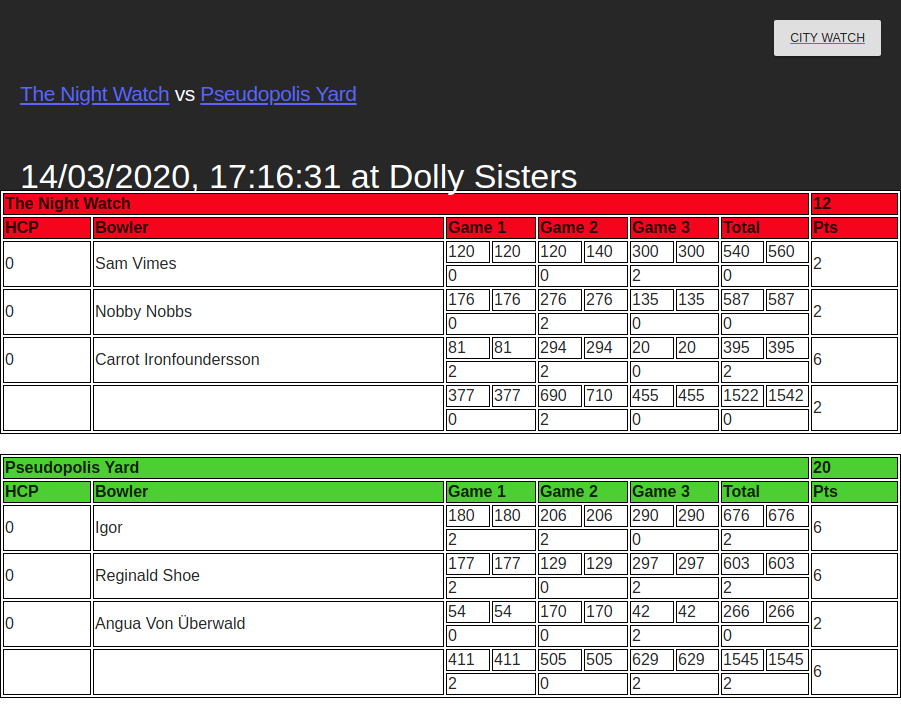 CITY WATCH
The Night Watch vs Pseudopolis Yard
14/03/2020, 17:16:31 at Dolly Sisters
The Night Watch 12
HCP Bowler Game 1 Game 2 Game 3 Total Pts
0 Sam Vimes 120 120 120 140 300 300 540 560 2
0 0 2 0
0 Nobby Nobbs 176 176 276 276 135 135 587 587 2
0 2 0 0
0 Carrot Ironfoundersson 81 81 294 294 20 20 395 395 6
2 2 0 2
377 377 690 710 455 455 1522 1542 2
0 2 0 0
Pseudopolis Yard 20
HCP Bowler Game 1 Game 2 Game 3 Total Pts
0 Igor 180 180 206 206 290 290 676 676 6
2 2 0 2
0 Reginald Shoe 177 177 129 129 297 297 603 603 6
2 0 2 2
0 Angua Von Überwald 54 54 170 170 42 42 266 266 2
0 0 2 0
411 411 505 505 629 629 1545 1545 6
2 0 2 2